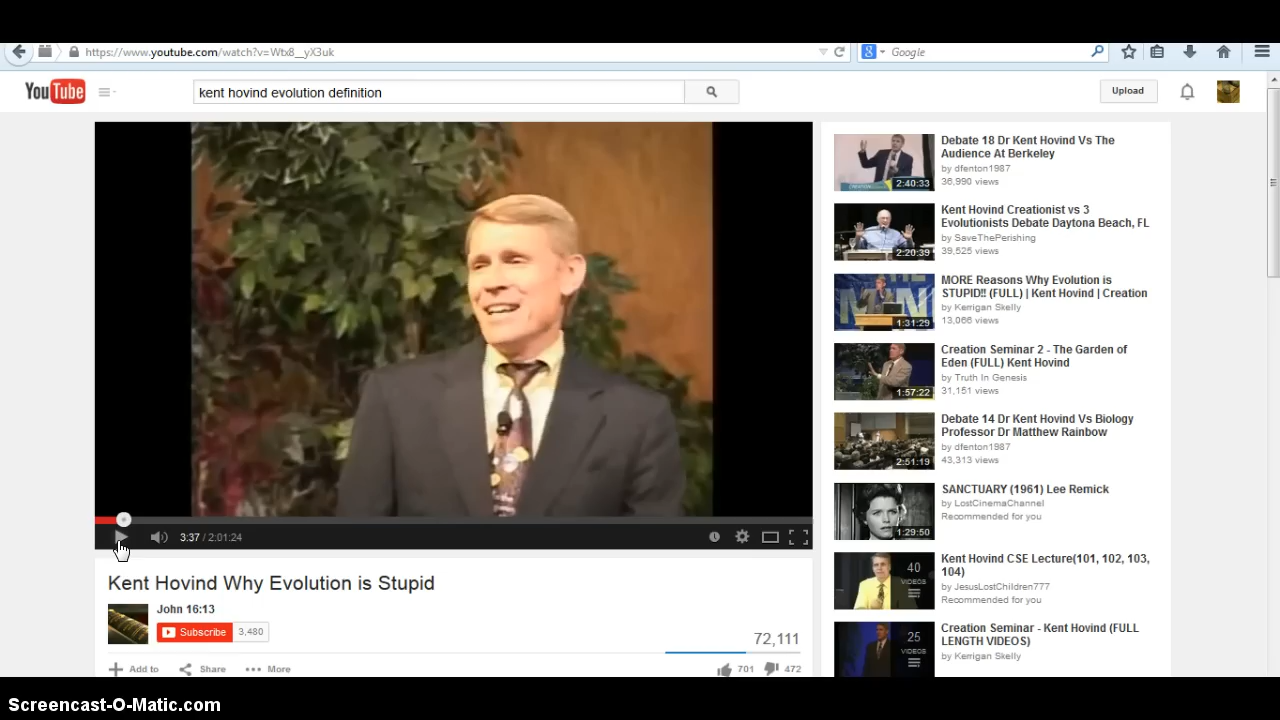 https://www.youtube.com/watch?v=Wtx8__yX3uk
Google
YouTube
kent hovind evolution definition
Upload
3:37 / 2:01:24
Kent Hovind Why Evolution is Stupid
John 16:13
Subscribe 3,480
72,111
Add to Share More 701 472
2:40:33
Debate 18 Dr Kent Hovind Vs The
Audience At Berkeley
by dfenton1987
36,990 views
2:20:39
Kent Hovind Creationist vs 3
Evolutionists Debate Daytona Beach, FL
by SaveThePerishing
39,525 views
1:31:29
MORE Reasons Why Evolution is
STUPID!! (FULL) | Kent Hovind | Creation
by Kerrigan Skelly
13,066 views
1:57:22
Creation Seminar 2 - The Garden of
Eden (FULL) Kent Hovind
by Truth In Genesis
31,151 views
2:51:19
Debate 14 Dr Kent Hovind Vs Biology
Professor Dr Matthew Rainbow
by dfenton1987
43,313 views
1:29:50
SANCTUARY (1961) Lee Remick
by LostCinemaChannel
Recommended for you
40
VIDEOS
Kent Hovind CSE Lecture(101, 102, 103,
104)
by JesusLostChildren777
Recommended for you
25
VIDEOS
Creation Seminar - Kent Hovind (FULL
LENGTH VIDEOS)
by Kerrigan Skelly
Screencast-O-Matic.com